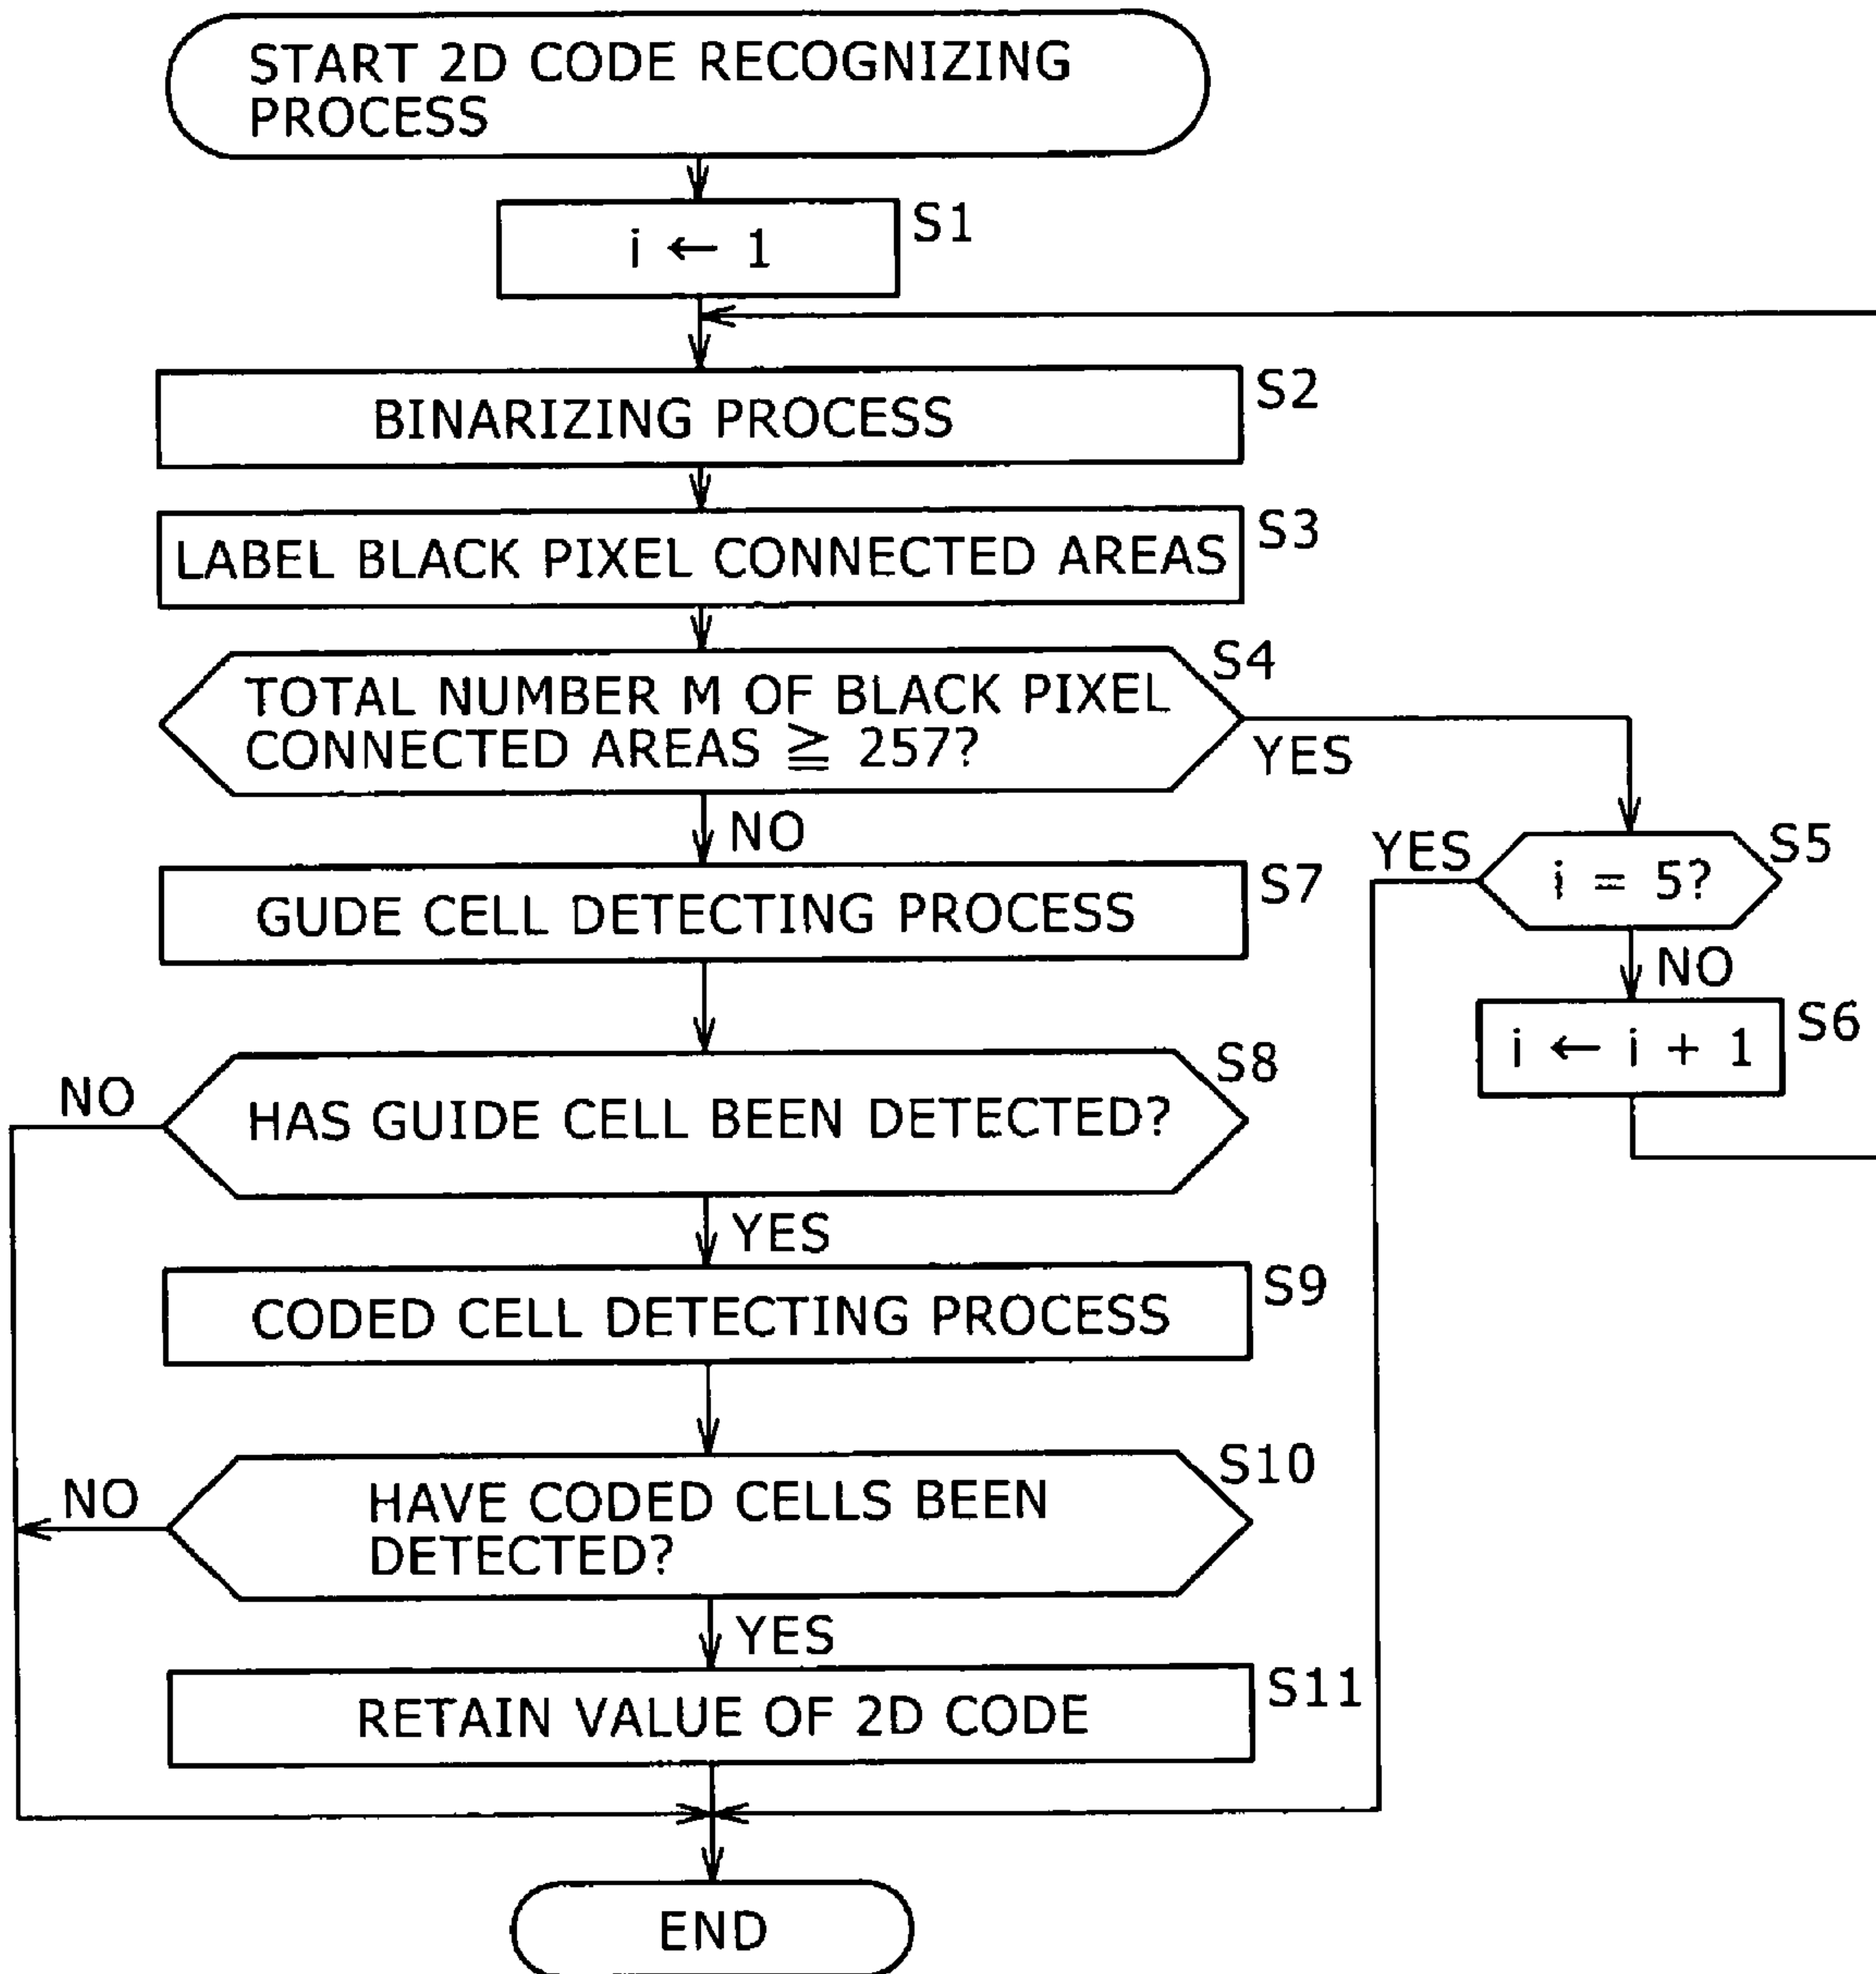 START 2D CODE RECOGNIZING
PROCESS
i ← 1
S1
BINARIZING PROCESS
S2
LABEL BLACK PIXEL CONNECTED AREAS
S3
TOTAL NUMBER M OF BLACK PIXEL
CONNECTED AREAS ≧ 257?
S4
YES
NO
i = 5?
S5
YES
NO
i ← i + 1
S6
GUDE CELL DETECTING PROCESS
S7
HAS GUIDE CELL BEEN DETECTED?
S8
NO
YES
CODED CELL DETECTING PROCESS
S9
HAVE CODED CELLS BEEN
DETECTED?
S10
NO
YES
RETAIN VALUE OF 2D CODE
S11
END